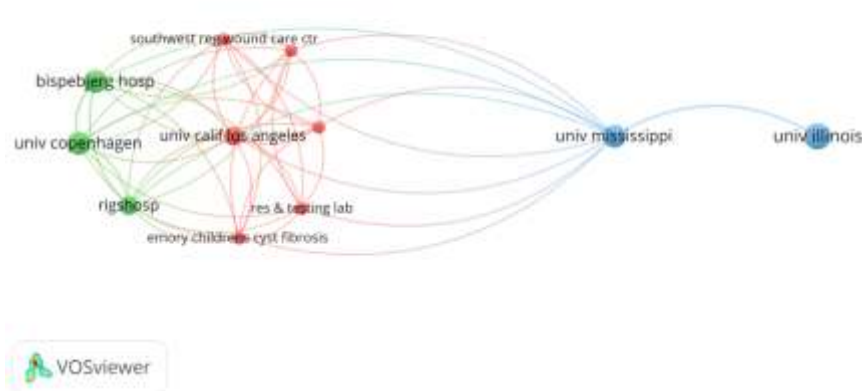 southwest reg wound care ctr
bispebjerg hosp
univ copenhagen
univ calif los angeles
univ mississippi
univ illinois
rigshosp
res & testing lab
emory childrens cyst fibrosis
VOSviewer